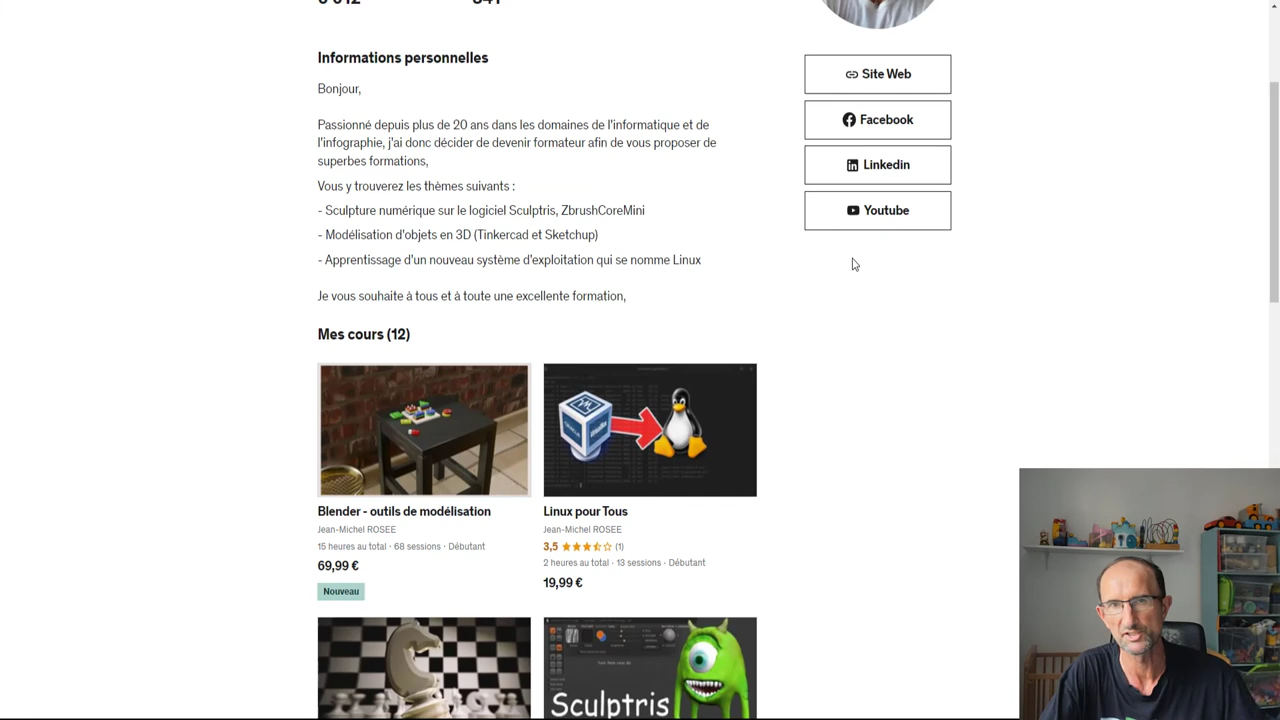 Informations personnelles
Bonjour,
Passionné depuis plus de 20 ans dans les domaines de l'informatique et de
l'infographie, j'ai donc décider de devenir formateur afin de vous proposer de
superbes formations,
Vous y trouverez les thèmes suivants :
- Sculpture numérique sur le logiciel Sculptris, ZbrushCoreMini
- Modélisation d'objets en 3D (Tinkercad et Sketchup)
- Apprentissage d'un nouveau système d'exploitation qui se nomme Linux
Je vous souhaite à tous et à toute une excellente formation,
Site Web
Facebook
Linkedin
Youtube
Mes cours (12)
Blender - outils de modélisation
Jean-Michel ROSEE
15 heures au total · 68 sessions · Débutant
69,99 €
Nouveau
Linux pour Tous
Jean-Michel ROSEE
3,5 (1)
2 heures au total · 13 sessions · Débutant
19,99 €
Sculptris